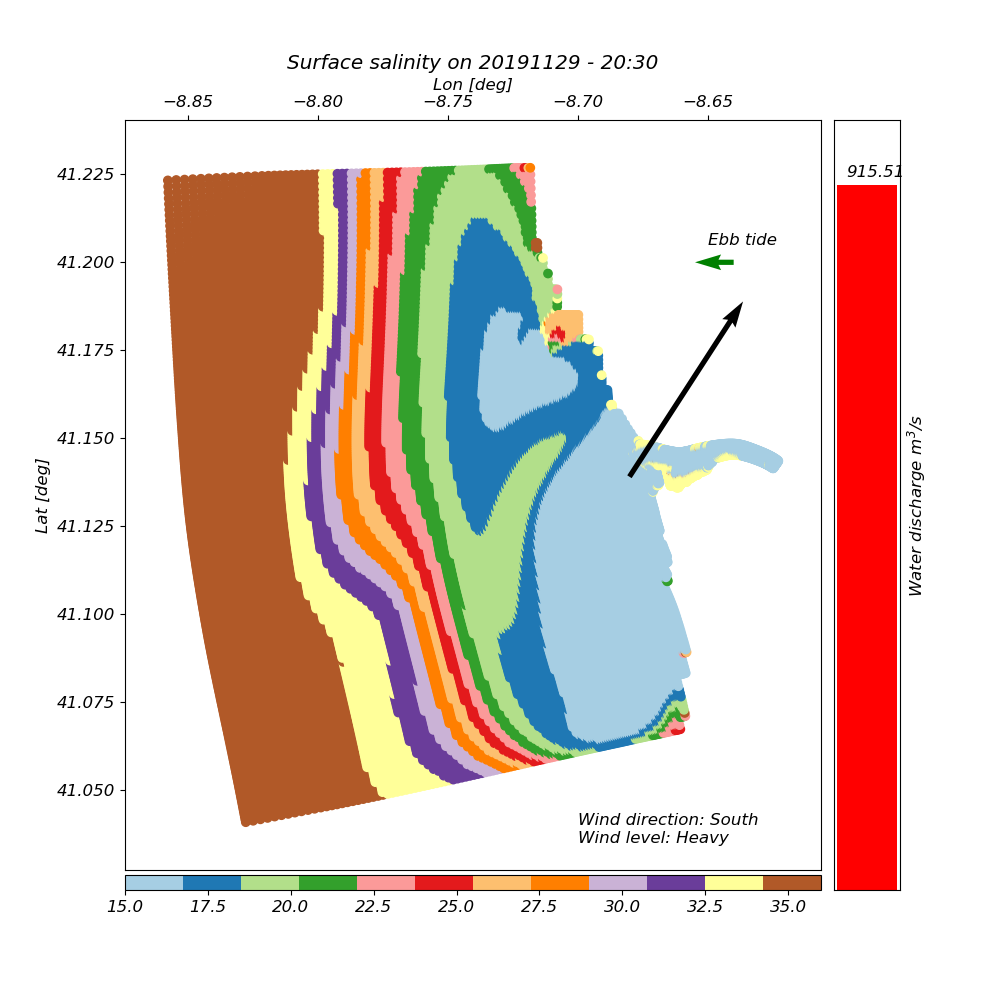 Surface salinity on 20191129 - 20:30
Lon [deg]
−8.85 −8.80 −8.75 −8.70 −8.65
915.51
41.225
Ebb tide
41.200
41.175
41.150
41.125
41.100
41.075
41.050
Lat [deg]
Water discharge m³/s
Wind direction: South
Wind level: Heavy
15.0 17.5 20.0 22.5 25.0 27.5 30.0 32.5 35.0